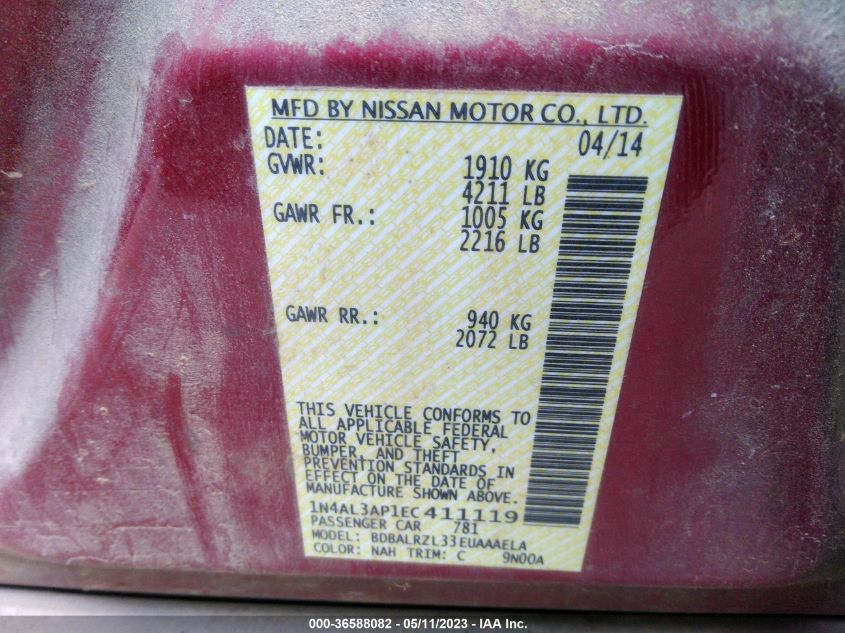 MFD BY NISSAN MOTOR CO., LTD.
DATE: 04/14
GVWR: 1910 KG
4211 LB
GAWR FR.: 1005 KG
2216 LB
GAWR RR.: 940 KG
2072 LB
THIS VEHICLE CONFORMS TO
ALL APPLICABLE FEDERAL
MOTOR VEHICLE SAFETY,
BUMPER, AND THEFT
PREVENTION STANDARDS IN
EFFECT ON THE DATE OF
MANUFACTURE SHOWN ABOVE.
1N4AL3AP1EC411119
PASSENGER CAR 781
MODEL: BDBALRZL33EUAAAELA
COLOR: NAH TRIM: C 9N00A
000-36588082 - 05/11/2023 - IAA Inc.